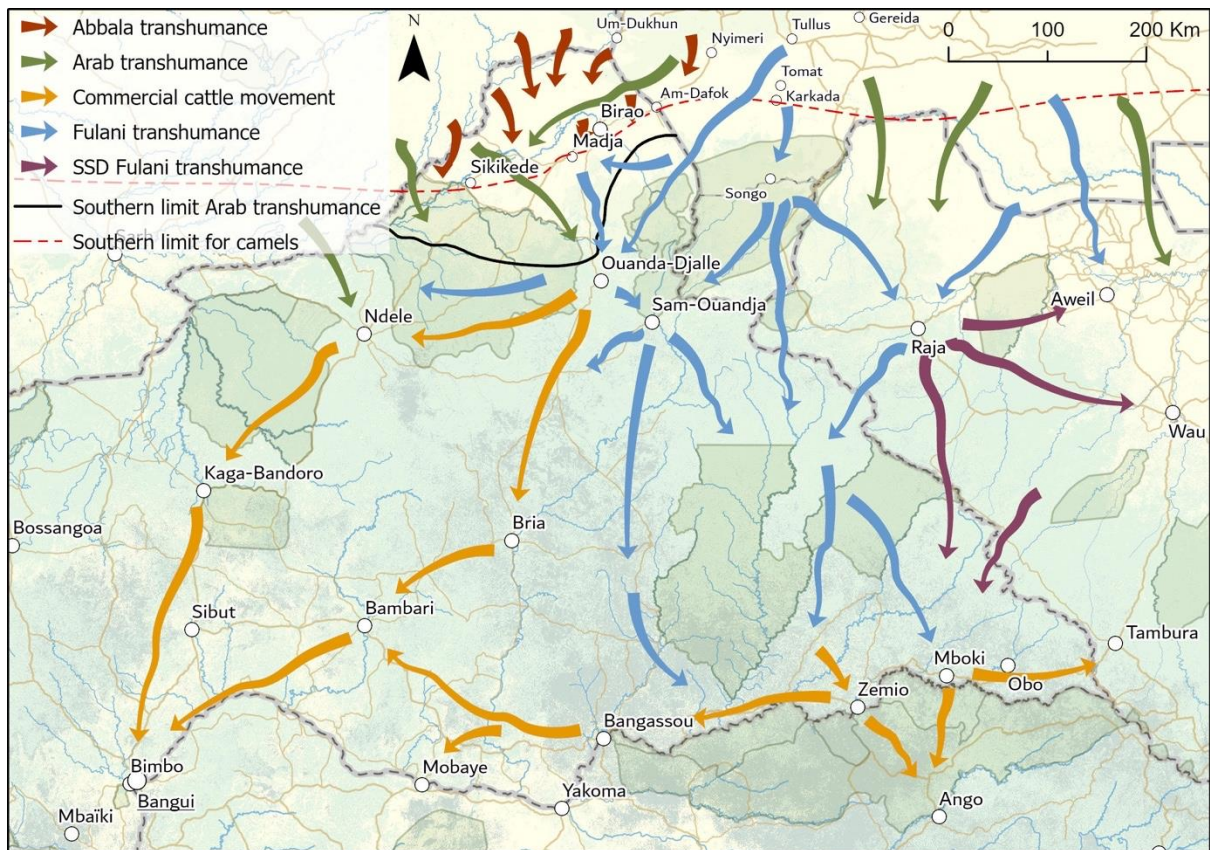 Abbala transhumance
Arab transhumance
Commercial cattle movement
Fulani transhumance
SSD Fulani transhumance
Southern limit Arab transhumance
Southern limit for camels
N
0 100 200 Km
Um-Dukhun
Tullus
Gereida
Nyimeri
Tomat
Karkada
Am-Dafok
Birao
Madja
Sikikede
Songo
Sarh
Ouanda-Djalle
Sam-Ouandja
Ndele
Aweil
Raja
Wau
Kaga-Bandoro
Bossangoa
Bria
Sibut
Bambari
Tambura
Mboki
Obo
Zemio
Bangassou
Bimbo
Bangui
Mobaye
Yakoma
Ango
Mbaïki